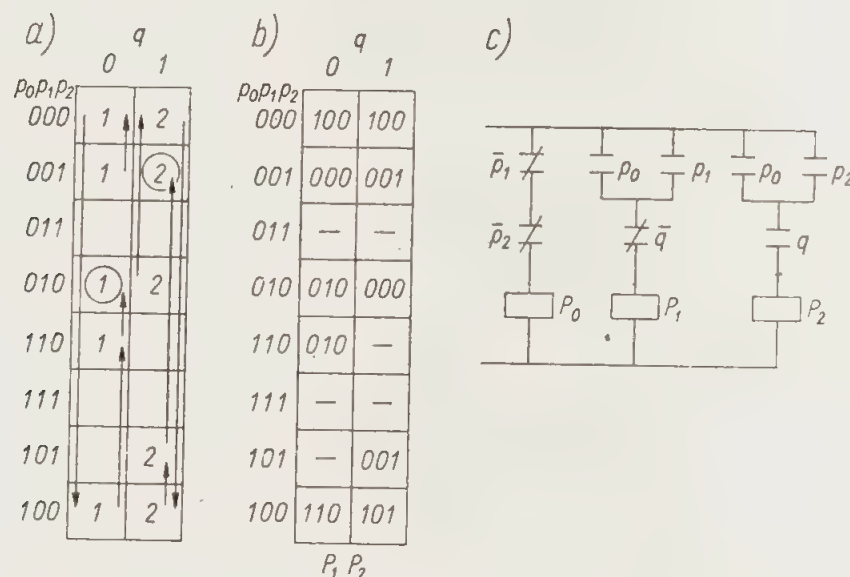 a)
q
0 1
p₀p₁p₂
000 1 2
001 1 2
011
010 1 2
110 1
111
101 2
100 1 2
b)
q
0 1
p₀p₁p₂
000 100 100
001 000 001
011 — —
010 010 000
110 010 —
111 — —
101 — 001
100 110 101
P₁ P₂
c)
p̄₁ p₀ p₁ p₀ p₂
p̄₂ q̄ q
P₀ P₁ P₂